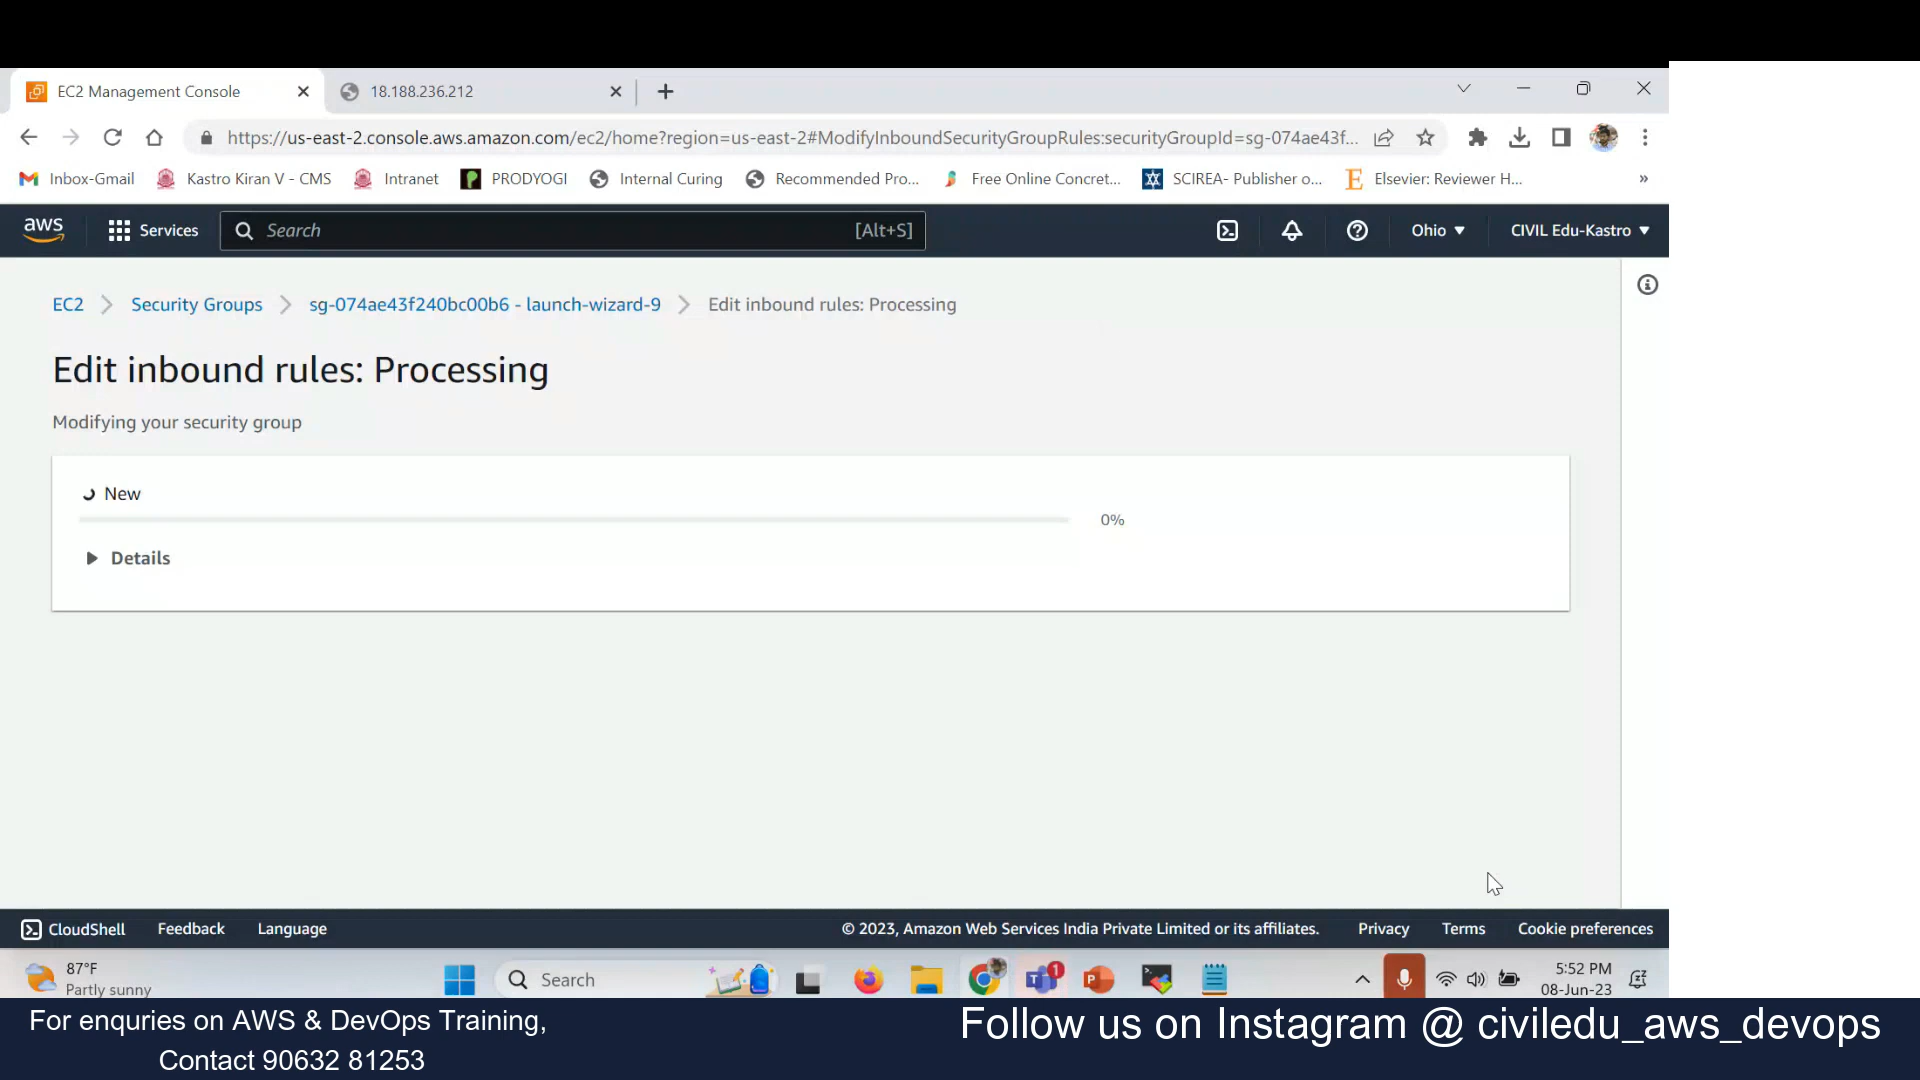 EC2 Management Console
18.188.236.212
https://us-east-2.console.aws.amazon.com/ec2/home?region=us-east-2#ModifyInboundSecurityGroupRules:securityGroupId=sg-074ae43f...
Inbox-Gmail Kastro Kiran V - CMS Intranet PRODYOGI Internal Curing Recommended Pro... Free Online Concret... SCIREA- Publisher o... Elsevier: Reviewer H... »
aws Services Search [Alt+S] Ohio CIVIL Edu-Kastro
EC2 Security Groups sg-074ae43f240bc00b6 - launch-wizard-9 Edit inbound rules: Processing
Edit inbound rules: Processing
Modifying your security group
New
0%
Details
CloudShell Feedback Language © 2023, Amazon Web Services India Private Limited or its affiliates. Privacy Terms Cookie preferences
87°F
Partly sunny
Search
1
5:52 PM
08-Jun-23
For enquries on AWS & DevOps Training,
Contact 90632 81253
Follow us on Instagram @ civiledu_aws_devops